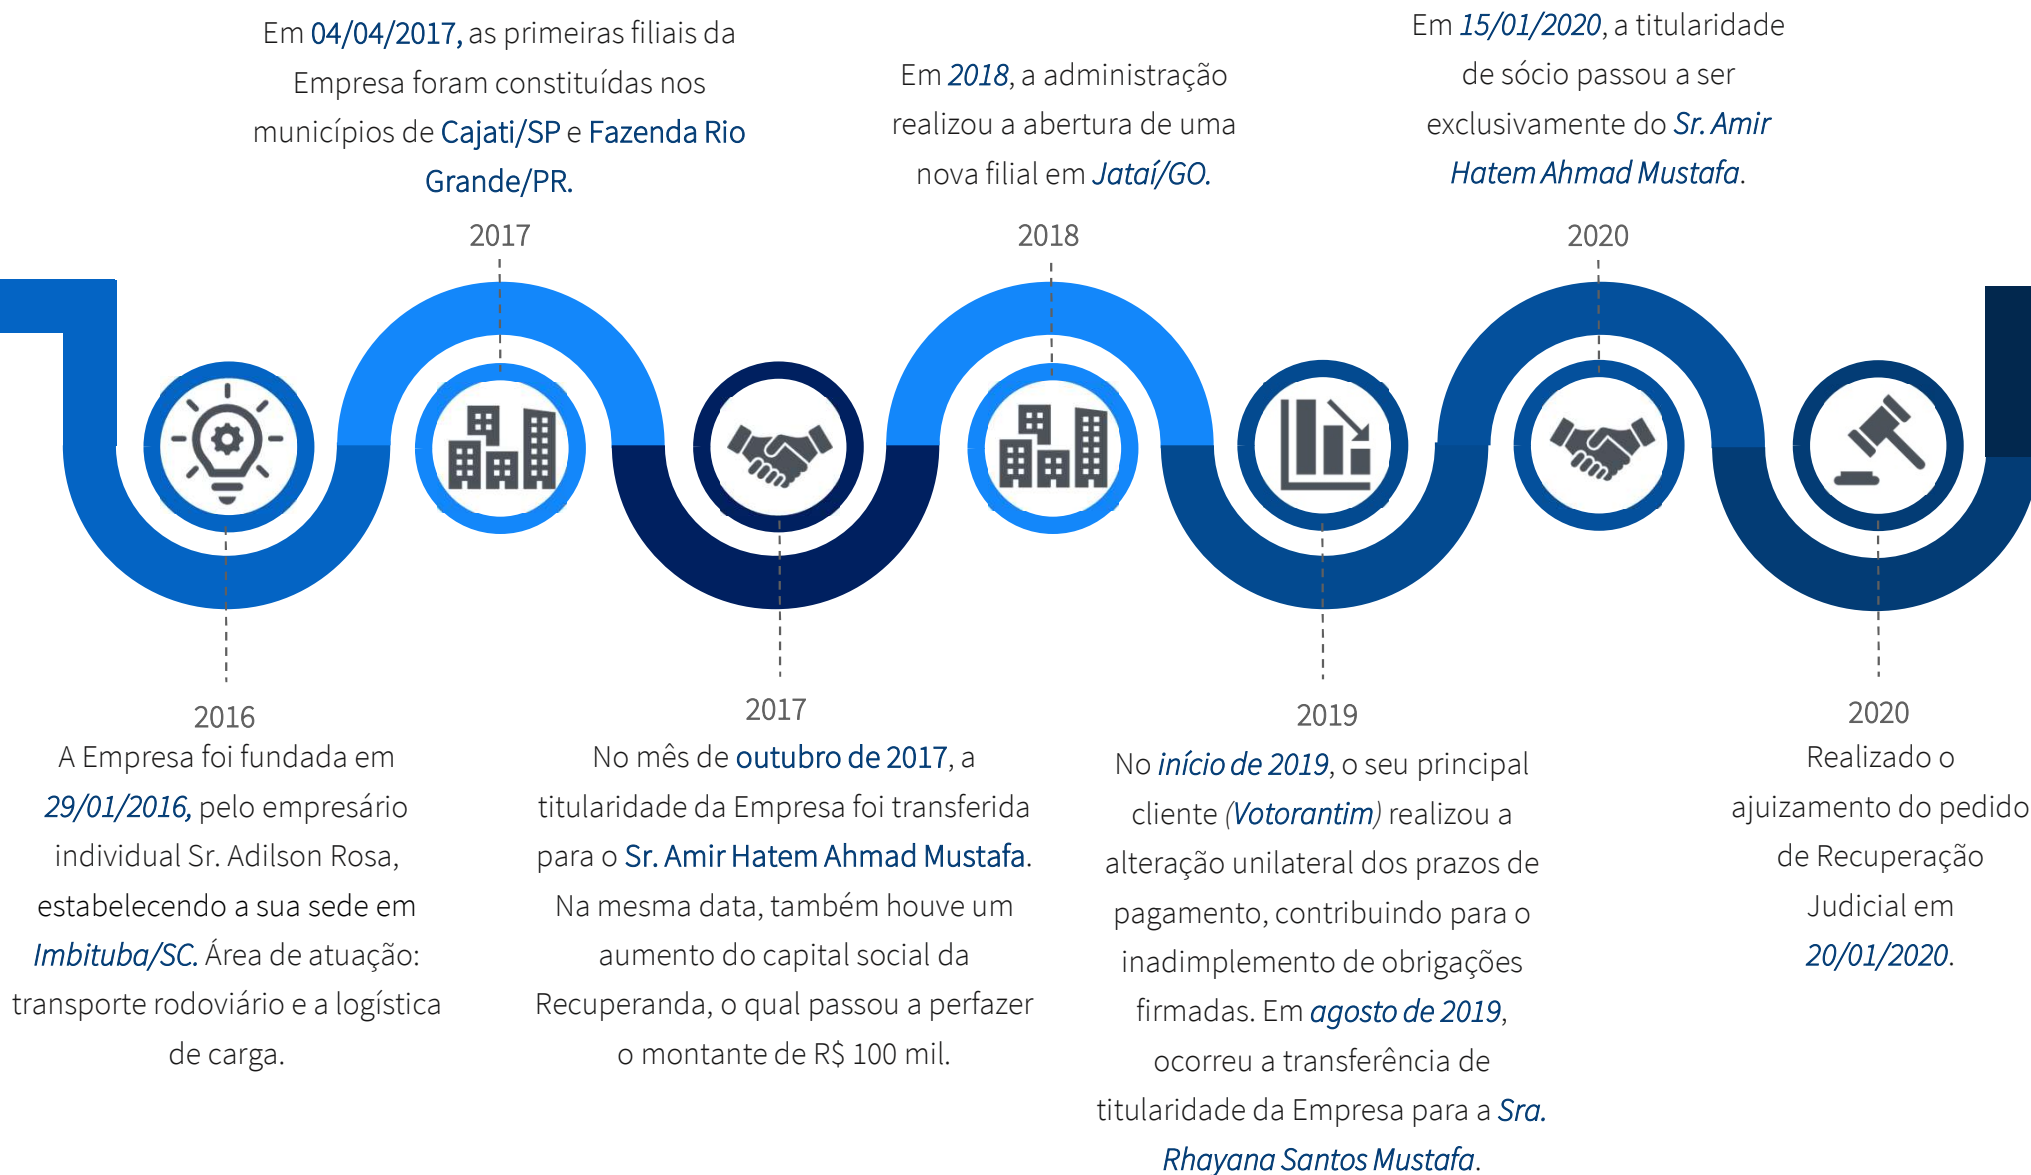 Em 04/04/2017, as primeiras filiais da
Empresa foram constituídas nos
municípios de Cajati/SP e Fazenda Rio
Grande/PR.
2017
Em 2018, a administração
realizou a abertura de uma
nova filial em Jataí/GO.
2018
Em 15/01/2020, a titularidade
de sócio passou a ser
exclusivamente do Sr. Amir
Hatem Ahmad Mustafa.
2020
2016
A Empresa foi fundada em
29/01/2016, pelo empresário
individual Sr. Adilson Rosa,
estabelecendo a sua sede em
Imbituba/SC. Área de atuação:
transporte rodoviário e a logística
de carga.
2017
No mês de outubro de 2017, a
titularidade da Empresa foi transferida
para o Sr. Amir Hatem Ahmad Mustafa.
Na mesma data, também houve um
aumento do capital social da
Recuperanda, o qual passou a perfazer
o montante de R$ 100 mil.
2019
No início de 2019, o seu principal
cliente (Votorantim) realizou a
alteração unilateral dos prazos de
pagamento, contribuindo para o
inadimplemento de obrigações
firmadas. Em agosto de 2019,
ocorreu a transferência de
titularidade da Empresa para a Sra.
Rhayana Santos Mustafa.
2020
Realizado o
ajuizamento do pedido
de Recuperação
Judicial em
20/01/2020.